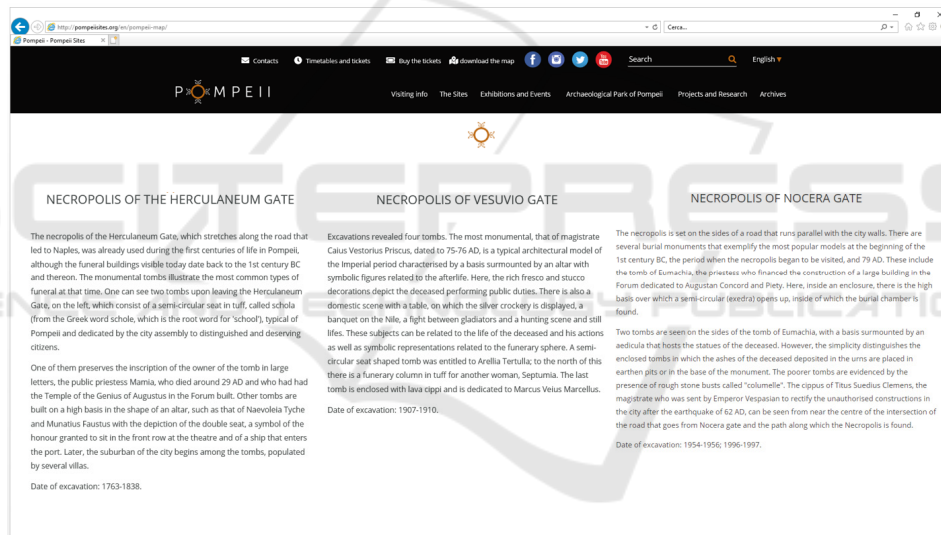 http://pompeiisites.org/en/pompeii-map/
Cerca...
Pompeii - Pompeii Sites
Contacts
Timetables and tickets
Buy the tickets
download the map
Search
English
POMPEII
Visiting info
The Sites
Exhibitions and Events
Archaeological Park of Pompeii
Projects and Research
Archives
NECROPOLIS OF THE HERCULANEUM GATE
The necropolis of the Herculaneum Gate, which stretches along the road that
led to Naples, was already used during the first centuries of life in Pompeii,
although the funeral buildings visible today date back to the 1st century BC
and thereon. The monumental tombs illustrate the most common types of
funeral at that time. One can see two tombs upon leaving the Herculaneum
Gate, on the left, which consist of a semi-circular seat in tuff, called schola
(from the Greek word schole, which is the root word for 'school'), typical of
Pompeii and dedicated by the city assembly to distinguished and deserving
citizens.
One of them preserves the inscription of the owner of the tomb in large
letters, the public priestess Mamia, who died around 29 AD and who had had
the Temple of the Genius of Augustus in the Forum built. Other tombs are
built on a high basis in the shape of an altar, such as that of Naevoleia Tyche
and Munatius Faustus with the depiction of the double seat, a symbol of the
honour granted to sit in the front row at the theatre and of a ship that enters
the port. Later, the suburban of the city begins among the tombs, populated
by several villas.
Date of excavation: 1763-1838.
NECROPOLIS OF VESUVIO GATE
Excavations revealed four tombs. The most monumental, that of magistrate
Caius Vestorius Priscus, dated to 75-76 AD, is a typical architectural model of
the Imperial period characterised by a basis surmounted by an altar with
symbolic figures related to the afterlife. Here, the rich fresco and stucco
decorations depict the deceased performing public duties. There is also a
domestic scene with a table, on which the silver crockery is displayed, a
banquet on the Nile, a fight between gladiators and a hunting scene and still
lifes. These subjects can be related to the life of the deceased and his actions
as well as symbolic representations related to the funerary sphere. A semi-
circular seat shaped tomb was entitled to Arellia Tertulla; to the north of this
there is a funerary column in tuff for another woman, Septumia. The last
tomb is enclosed with lava cippi and is dedicated to Marcus Veius Marcellus.
Date of excavation: 1907-1910.
NECROPOLIS OF NOCERA GATE
The necropolis is set on the sides of a road that runs parallel with the city walls. There are
several burial monuments that exemplify the most popular models at the beginning of the
1st century BC, the period when the necropolis began to be visited, and 79 AD. These include
the tomb of Eumachia, the priestess who financed the construction of a large building in the
Forum dedicated to Augustan Concord and Piety. Here, inside an enclosure, there is the high
basis over which a semi-circular (exedra) opens up, inside of which the burial chamber is
found.
Two tombs are seen on the sides of the tomb of Eumachia, with a basis surmounted by an
aedicula that hosts the statues of the deceased. However, the simplicity distinguishes the
enclosed tombs in which the ashes of the deceased deposited in the urns are placed in
earthen pits or in the base of the monument. The poorer tombs are evidenced by the
presence of rough stone busts called "columelle". The cippus of Titus Suedius Clemens, the
magistrate who was sent by Emperor Vespasian to rectify the unauthorised constructions in
the city after the earthquake of 62 AD, can be seen from near the centre of the intersection of
the road that goes from Nocera gate and the path along which the Necropolis is found.
Date of excavation: 1954-1956; 1996-1997.